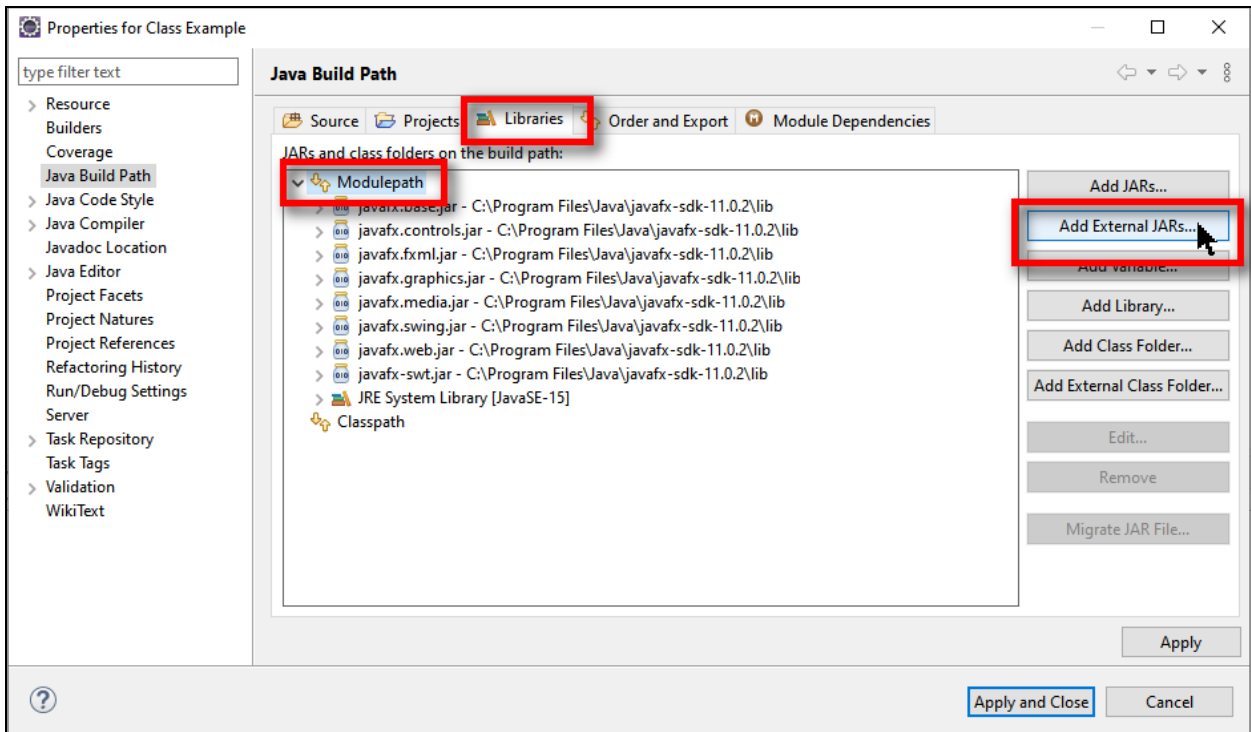 Properties for Class Example
type filter text
Java Build Path
Resource
Builders
Coverage
Java Build Path
Java Code Style
Java Compiler
Javadoc Location
Java Editor
Project Facets
Project Natures
Project References
Refactoring History
Run/Debug Settings
Server
Task Repository
Task Tags
Validation
WikiText
Source Projects Libraries Order and Export Module Dependencies
JARs and class folders on the build path:
Modulepath
javafx.base.jar - C:\Program Files\Java\javafx-sdk-11.0.2\lib
javafx.controls.jar - C:\Program Files\Java\javafx-sdk-11.0.2\lib
javafx.fxml.jar - C:\Program Files\Java\javafx-sdk-11.0.2\lib
javafx.graphics.jar - C:\Program Files\Java\javafx-sdk-11.0.2\lib
javafx.media.jar - C:\Program Files\Java\javafx-sdk-11.0.2\lib
javafx.swing.jar - C:\Program Files\Java\javafx-sdk-11.0.2\lib
javafx.web.jar - C:\Program Files\Java\javafx-sdk-11.0.2\lib
javafx-swt.jar - C:\Program Files\Java\javafx-sdk-11.0.2\lib
JRE System Library [JavaSE-15]
Classpath
Add JARs...
Add External JARs...
Add Variable...
Add Library...
Add Class Folder...
Add External Class Folder...
Edit...
Remove
Migrate JAR File...
Apply
Apply and Close
Cancel